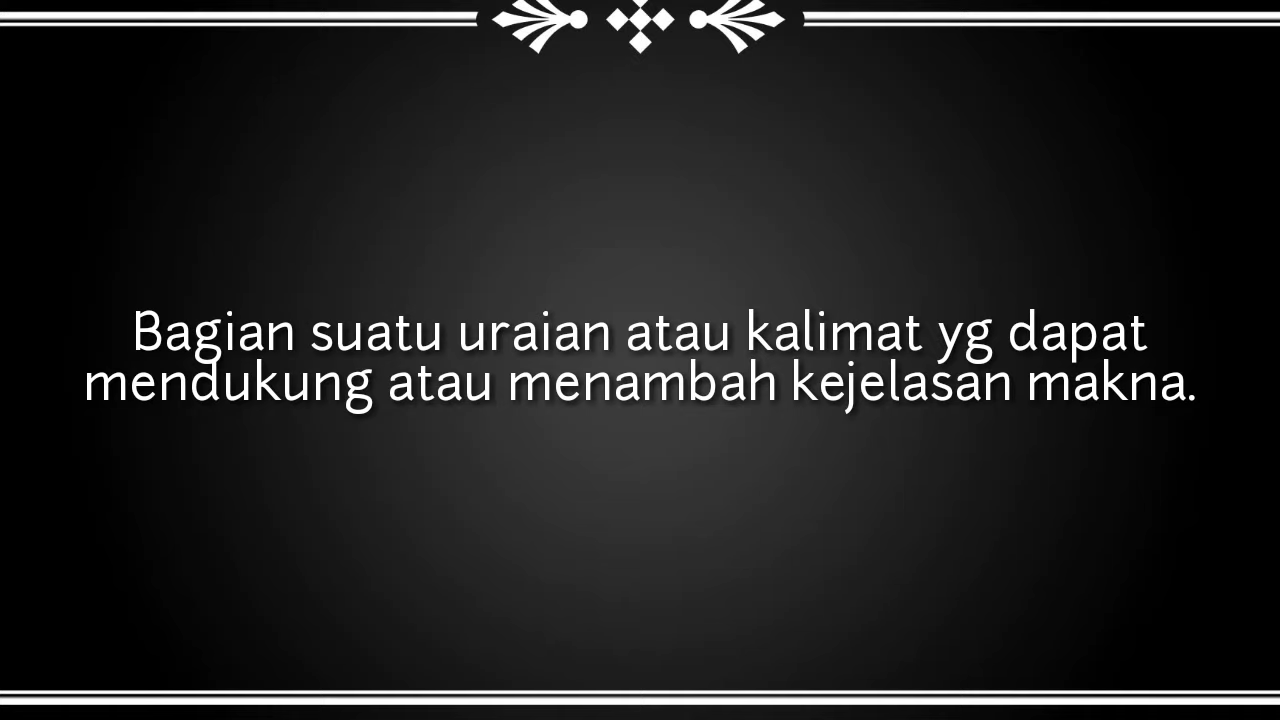 Bagian suatu uraian atau kalimat yg dapat
mendukung atau menambah kejelasan makna.